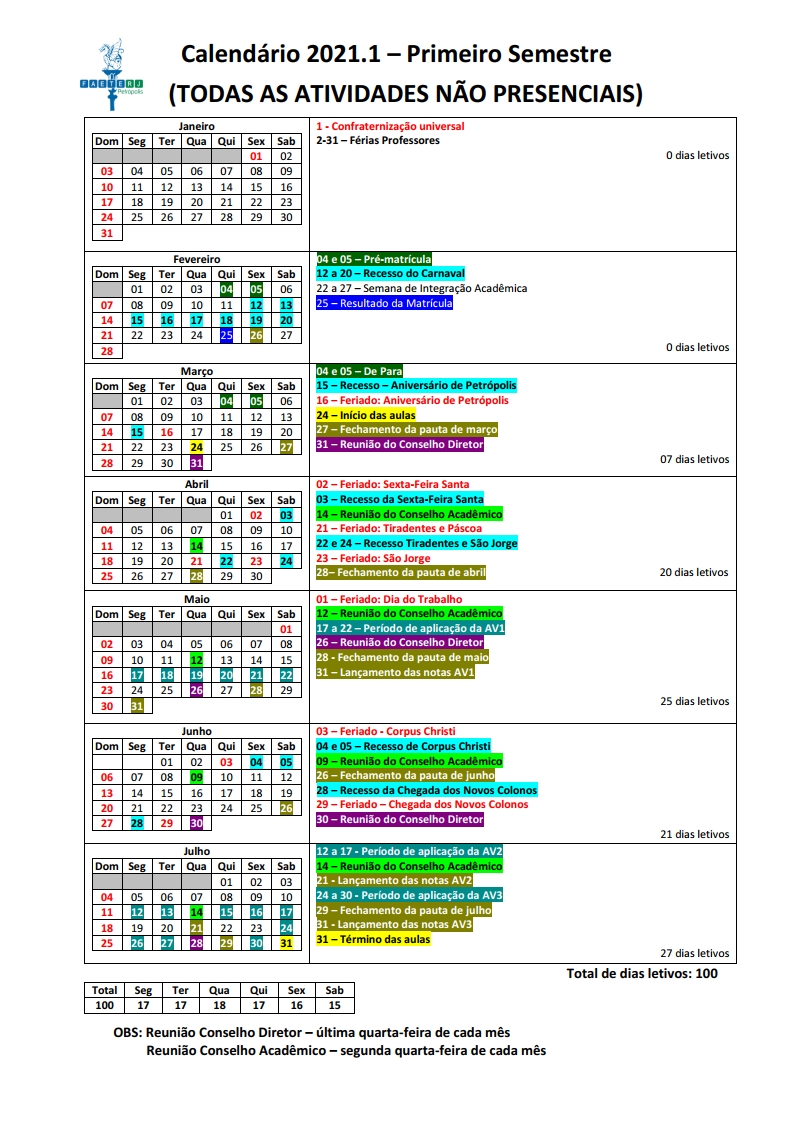 Calendário 2021.1 – Primeiro Semestre
FAETERJ
Petrópolis
(TODAS AS ATIVIDADES NÃO PRESENCIAIS)
Janeiro
Dom Seg Ter Qua Qui Sex Sab
01 02
03 04 05 06 07 08 09
10 11 12 13 14 15 16
17 18 19 20 21 22 23
24 25 26 27 28 29 30
31
1 - Confraternização universal
2-31 – Férias Professores
0 dias letivos
Fevereiro
Dom Seg Ter Qua Qui Sex Sab
01 02 03 04 05 06
07 08 09 10 11 12 13
14 15 16 17 18 19 20
21 22 23 24 25 26 27
28
04 e 05 – Pré-matrícula
12 a 20 – Recesso do Carnaval
22 a 27 – Semana de Integração Acadêmica
25 – Resultado da Matrícula
0 dias letivos
Março
Dom Seg Ter Qua Qui Sex Sab
01 02 03 04 05 06
07 08 09 10 11 12 13
14 15 16 17 18 19 20
21 22 23 24 25 26 27
28 29 30 31
04 e 05 – De Para
15 – Recesso – Aniversário de Petrópolis
16 – Feriado: Aniversário de Petrópolis
24 – Início das aulas
27 – Fechamento da pauta de março
31 – Reunião do Conselho Diretor
07 dias letivos
Abril
Dom Seg Ter Qua Qui Sex Sab
01 02 03
04 05 06 07 08 09 10
11 12 13 14 15 16 17
18 19 20 21 22 23 24
25 26 27 28 29 30
02 – Feriado: Sexta-Feira Santa
03 – Recesso da Sexta-Feira Santa
14 – Reunião do Conselho Acadêmico
21 – Feriado: Tiradentes e Páscoa
22 e 24 – Recesso Tiradentes e São Jorge
23 – Feriado: São Jorge
28– Fechamento da pauta de abril
20 dias letivos
Maio
Dom Seg Ter Qua Qui Sex Sab
01
02 03 04 05 06 07 08
09 10 11 12 13 14 15
16 17 18 19 20 21 22
23 24 25 26 27 28 29
30 31
01 – Feriado: Dia do Trabalho
12 – Reunião do Conselho Acadêmico
17 a 22 – Período de aplicação da AV1
26 – Reunião do Conselho Diretor
28 - Fechamento da pauta de maio
31 – Lançamento das notas AV1
25 dias letivos
Junho
Dom Seg Ter Qua Qui Sex Sab
01 02 03 04 05
06 07 08 09 10 11 12
13 14 15 16 17 18 19
20 21 22 23 24 25 26
27 28 29 30
03 – Feriado - Corpus Christi
04 e 05 – Recesso de Corpus Christi
09 – Reunião do Conselho Acadêmico
26 – Fechamento da pauta de junho
28 – Recesso da Chegada dos Novos Colonos
29 – Feriado – Chegada dos Novos Colonos
30 – Reunião do Conselho Diretor
21 dias letivos
Julho
Dom Seg Ter Qua Qui Sex Sab
01 02 03
04 05 06 07 08 09 10
11 12 13 14 15 16 17
18 19 20 21 22 23 24
25 26 27 28 29 30 31
12 a 17 - Período de aplicação da AV2
14 – Reunião do Conselho Acadêmico
21 - Lançamento das notas AV2
24 a 30 - Período de aplicação da AV3
29 – Fechamento da pauta de julho
31 - Lançamento das notas AV3
31 – Término das aulas
27 dias letivos
Total de dias letivos: 100
Total Seg Ter Qua Qui Sex Sab
100 17 17 18 17 16 15
OBS: Reunião Conselho Diretor – última quarta-feira de cada mês
Reunião Conselho Acadêmico – segunda quarta-feira de cada mês